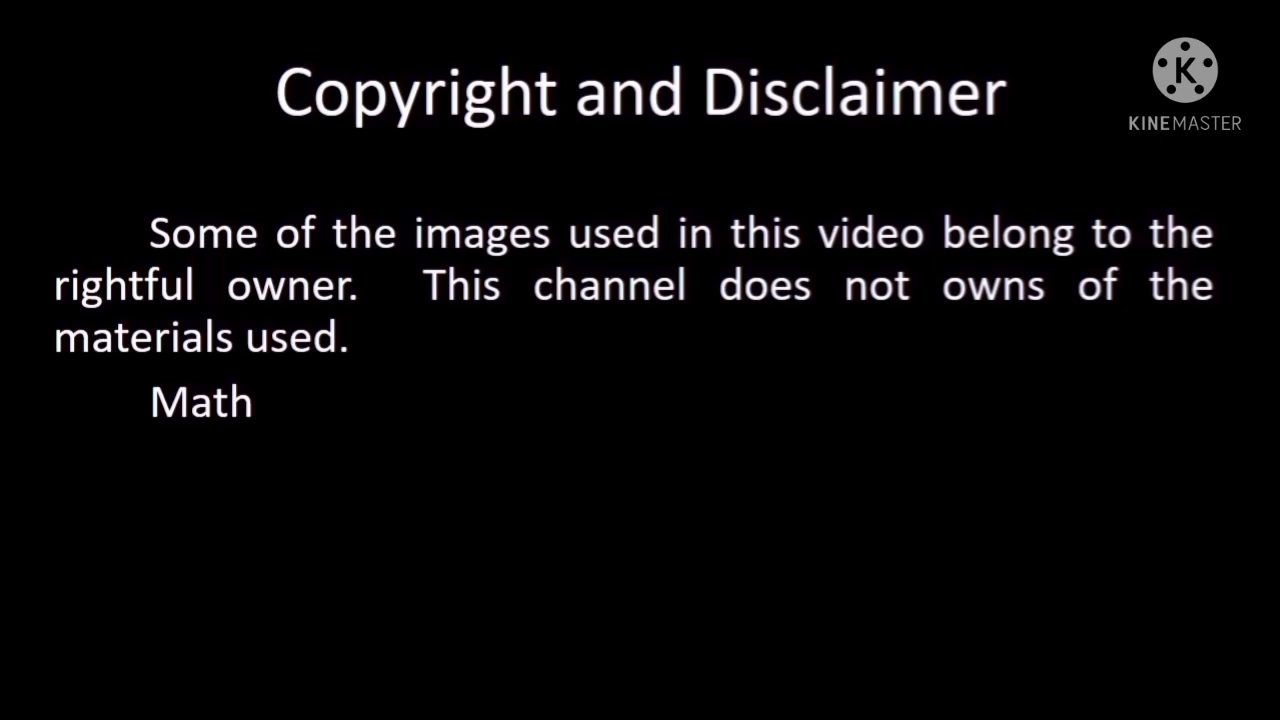 Copyright and Disclaimer
K
KINEMASTER
Some of the images used in this video belong to the
rightful owner. This channel does not owns of the
materials used.
Math